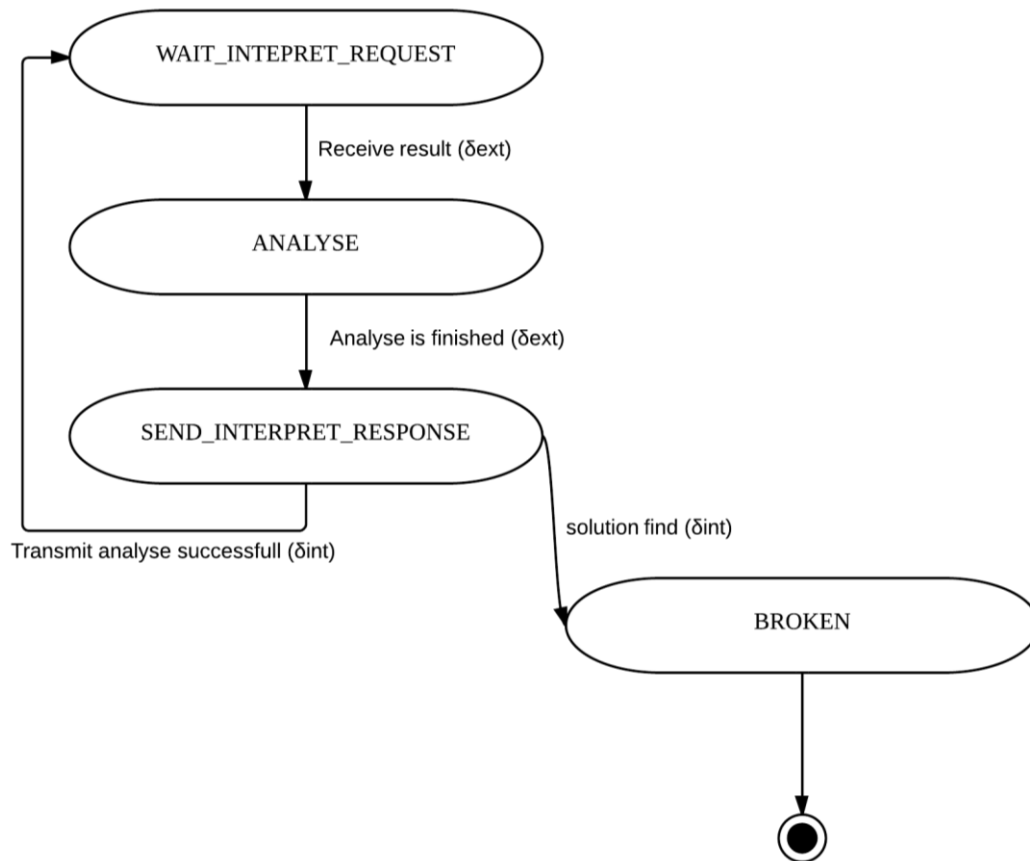 WAIT_INTEPRET_REQUEST
Receive result (δext)
ANALYSE
Analyse is finished (δext)
SEND_INTERPRET_RESPONSE
solution find (δint)
Transmit analyse successfull (δint)
BROKEN